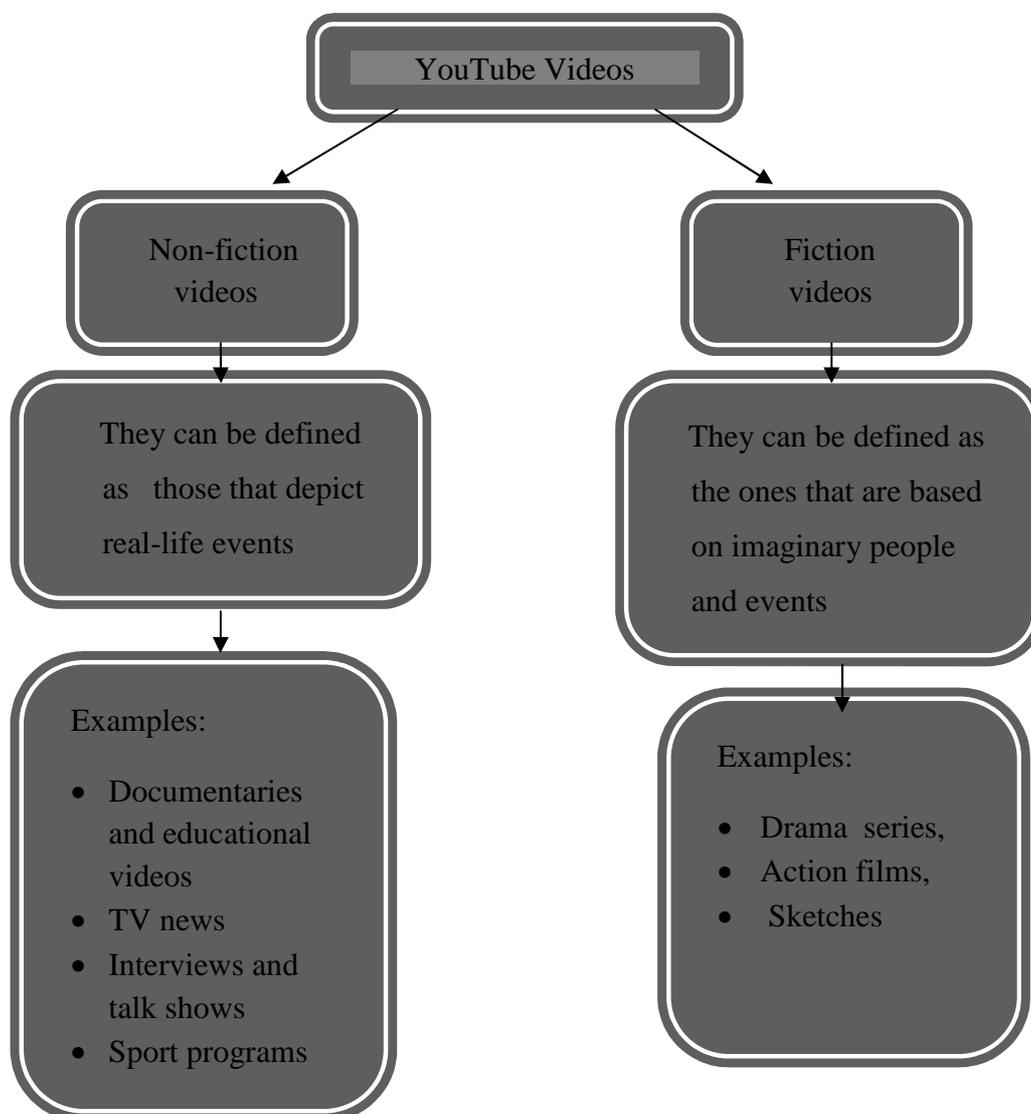 YouTube Videos
Non-fiction
videos
Fiction
videos
They can be defined
as those that depict
real-life events
They can be defined as
the ones that are based
on imaginary people
and events
Examples:
• Documentaries
and educational
videos
• TV news
• Interviews and
talk shows
• Sport programs
Examples:
• Drama series,
• Action films,
• Sketches